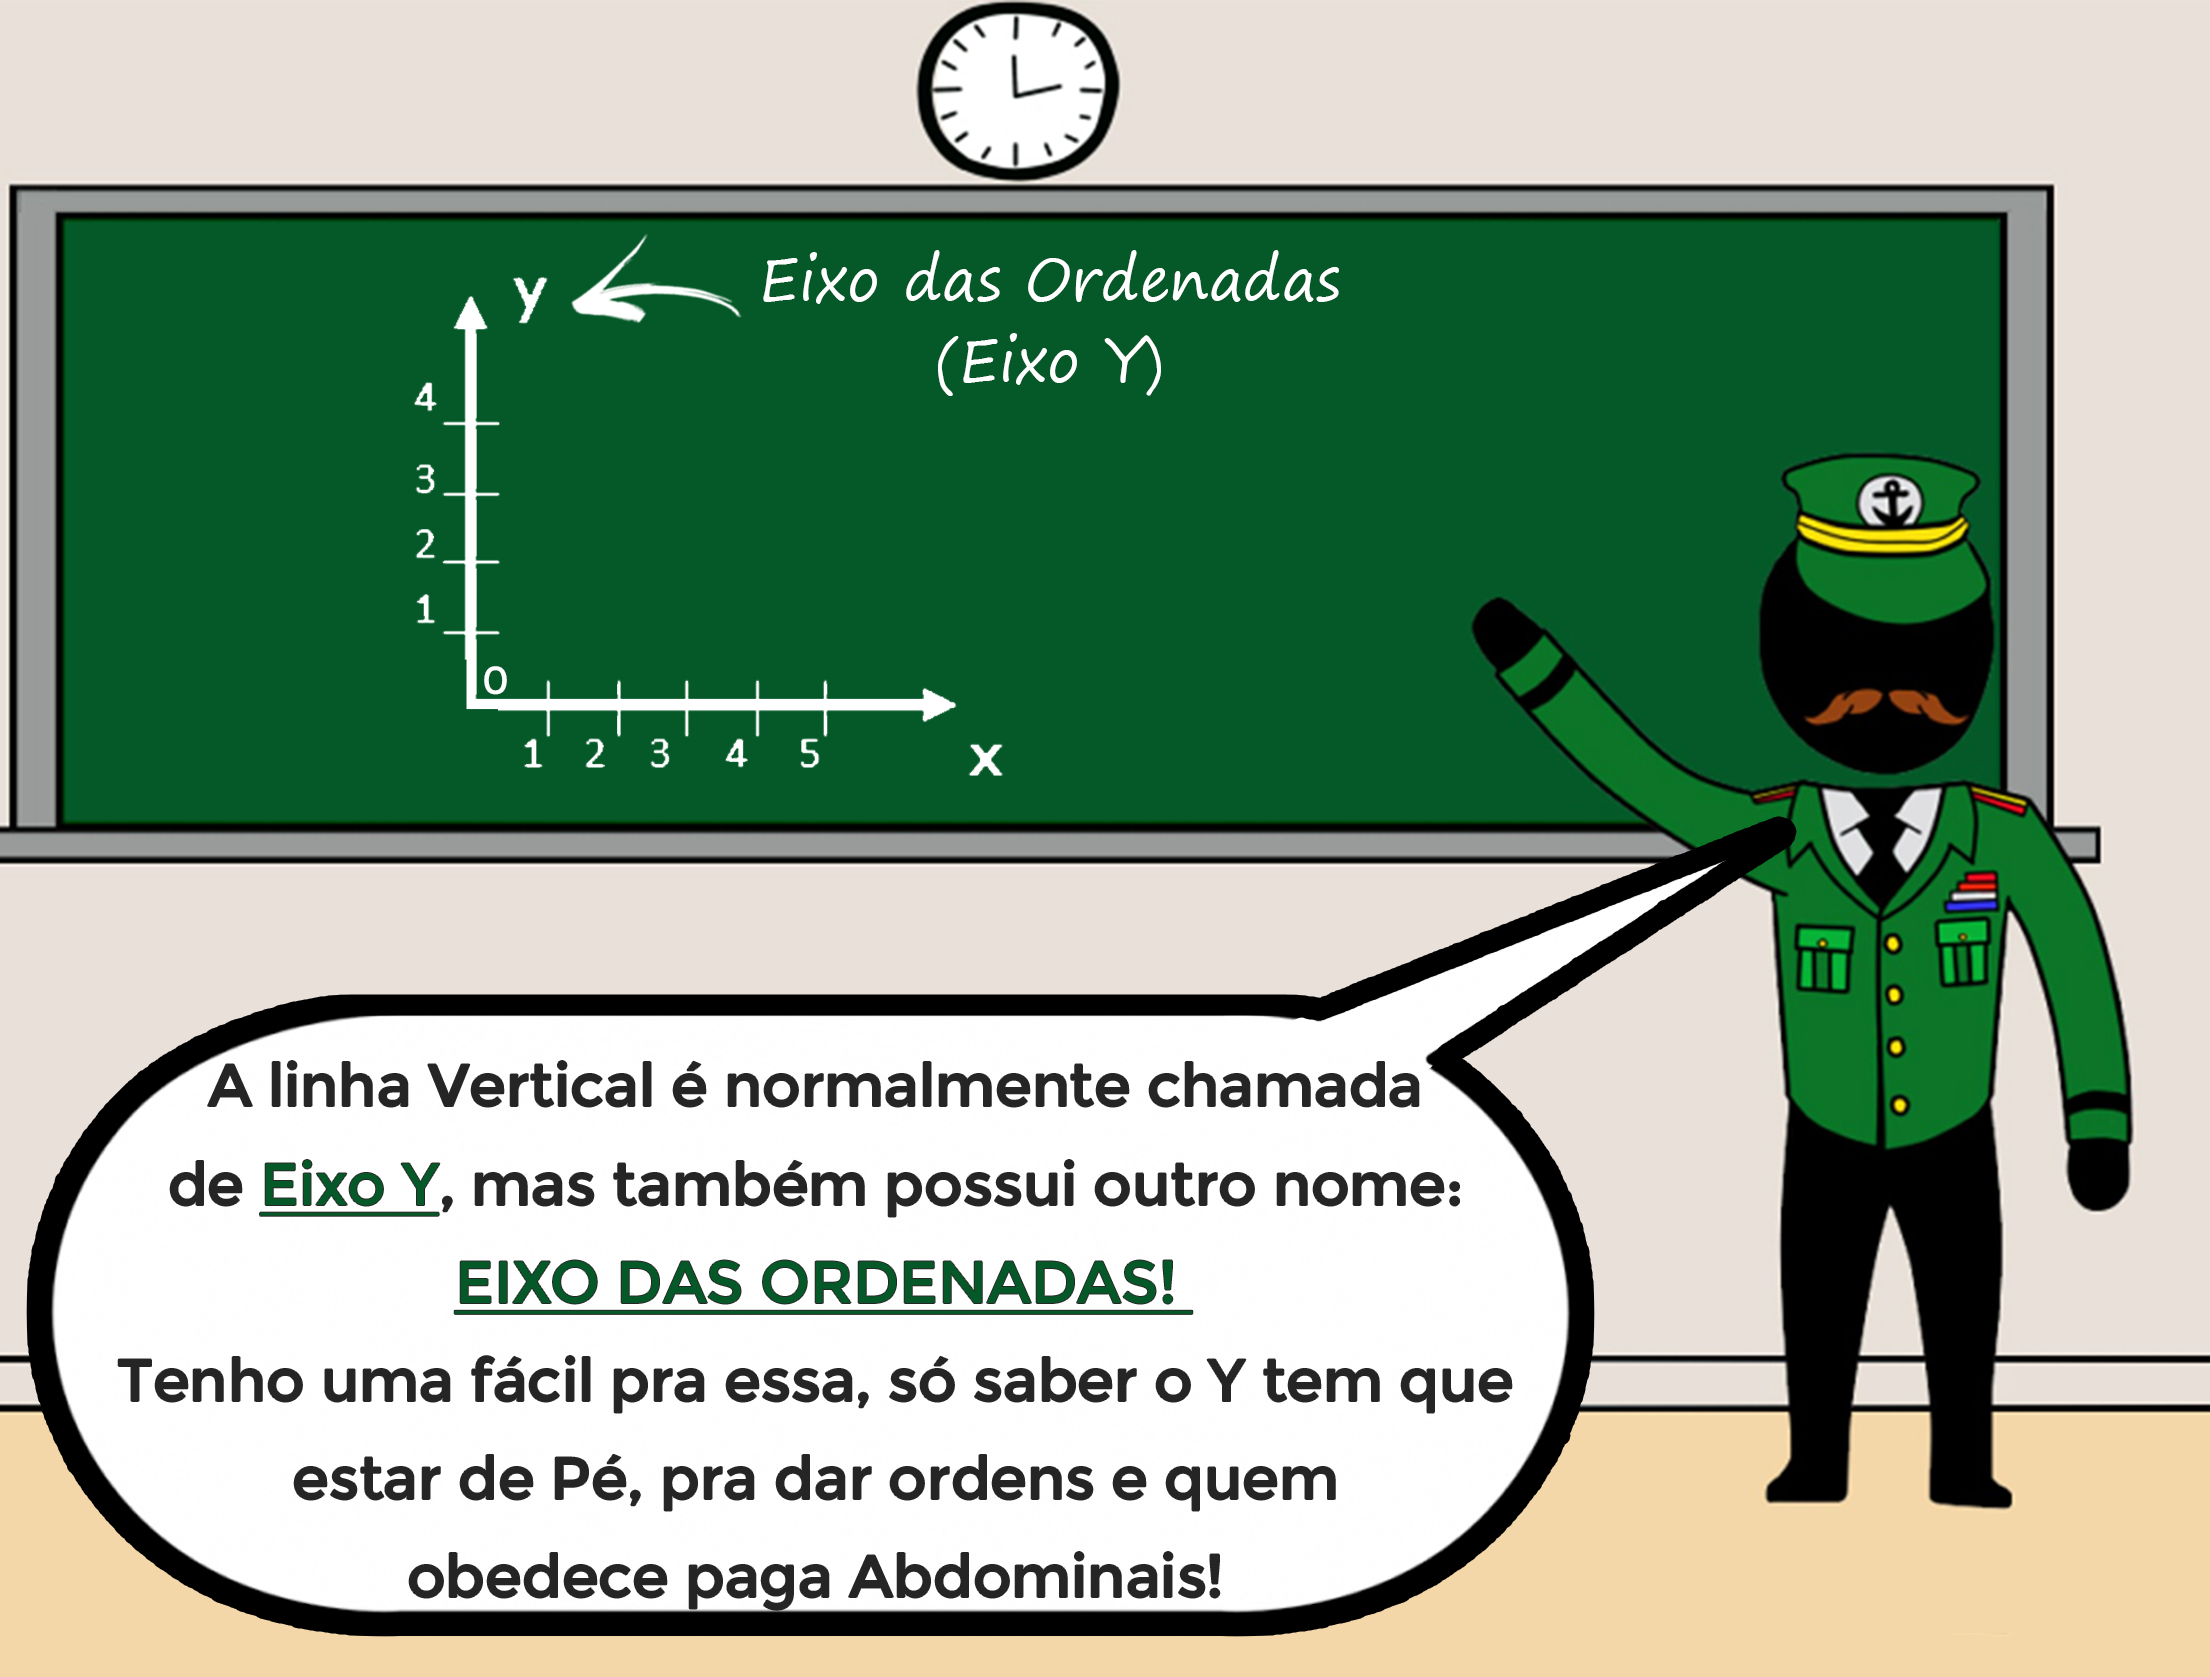 Eixo das Ordenadas
(Eixo Y)
y
4
3
2
1
0
1 2 3 4 5
x
A linha Vertical é normalmente chamada
de Eixo Y, mas também possui outro nome:
EIXO DAS ORDENADAS!
Tenho uma fácil pra essa, só saber o Y tem que
estar de Pé, pra dar ordens e quem
obedece paga Abdominais!